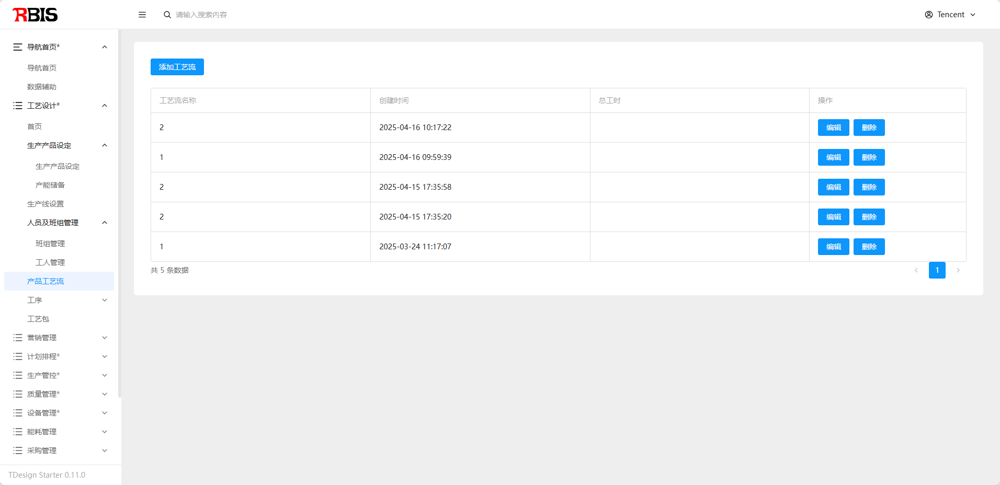 RBIS
请输入搜索内容
Tencent
导航首页*
导航首页
数据辅助
工艺设计*
首页
生产产品设定
生产产品设定
产能储备
生产线设置
人员及班组管理
班组管理
工人管理
产品工艺流
工序
工艺包
营销管理
计划排程*
生产管控*
质量管理*
设备管理*
能耗管理
采购管理
TDesign Starter 0.11.0
添加工艺流
工艺流名称 创建时间 总工时 操作
2 2025-04-16 10:17:22 编辑 删除
1 2025-04-16 09:59:39 编辑 删除
2 2025-04-15 17:35:58 编辑 删除
2 2025-04-15 17:35:20 编辑 删除
1 2025-03-24 11:17:07 编辑 删除
共 5 条数据 1